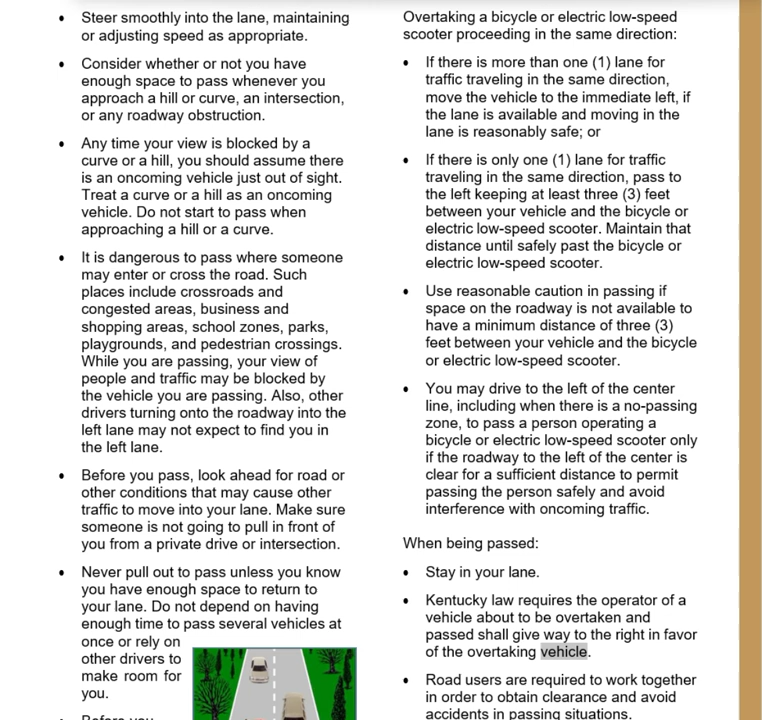 Steer smoothly into the lane, maintaining
or adjusting speed as appropriate.
Consider whether or not you have
enough space to pass whenever you
approach a hill or curve, an intersection,
or any roadway obstruction.
Any time your view is blocked by a
curve or a hill, you should assume there
is an oncoming vehicle just out of sight.
Treat a curve or a hill as an oncoming
vehicle. Do not start to pass when
approaching a hill or a curve.
It is dangerous to pass where someone
may enter or cross the road. Such
places include crossroads and
congested areas, business and
shopping areas, school zones, parks,
playgrounds, and pedestrian crossings.
While you are passing, your view of
people and traffic may be blocked by
the vehicle you are passing. Also, other
drivers turning onto the roadway into the
left lane may not expect to find you in
the left lane.
Before you pass, look ahead for road or
other conditions that may cause other
traffic to move into your lane. Make sure
someone is not going to pull in front of
you from a private drive or intersection.
Never pull out to pass unless you know
you have enough space to return to
your lane. Do not depend on having
enough time to pass several vehicles at
once or rely on
other drivers to
make room for
you.
Before you
Overtaking a bicycle or electric low-speed
scooter proceeding in the same direction:
If there is more than one (1) lane for
traffic traveling in the same direction,
move the vehicle to the immediate left, if
the lane is available and moving in the
lane is reasonably safe; or
If there is only one (1) lane for traffic
traveling in the same direction, pass to
the left keeping at least three (3) feet
between your vehicle and the bicycle or
electric low-speed scooter. Maintain that
distance until safely past the bicycle or
electric low-speed scooter.
Use reasonable caution in passing if
space on the roadway is not available to
have a minimum distance of three (3)
feet between your vehicle and the bicycle
or electric low-speed scooter.
You may drive to the left of the center
line, including when there is a no-passing
zone, to pass a person operating a
bicycle or electric low-speed scooter only
if the roadway to the left of the center is
clear for a sufficient distance to permit
passing the person safely and avoid
interference with oncoming traffic.
When being passed:
Stay in your lane.
Kentucky law requires the operator of a
vehicle about to be overtaken and
passed shall give way to the right in favor
of the overtaking vehicle.
Road users are required to work together
in order to obtain clearance and avoid
accidents in passing situations.